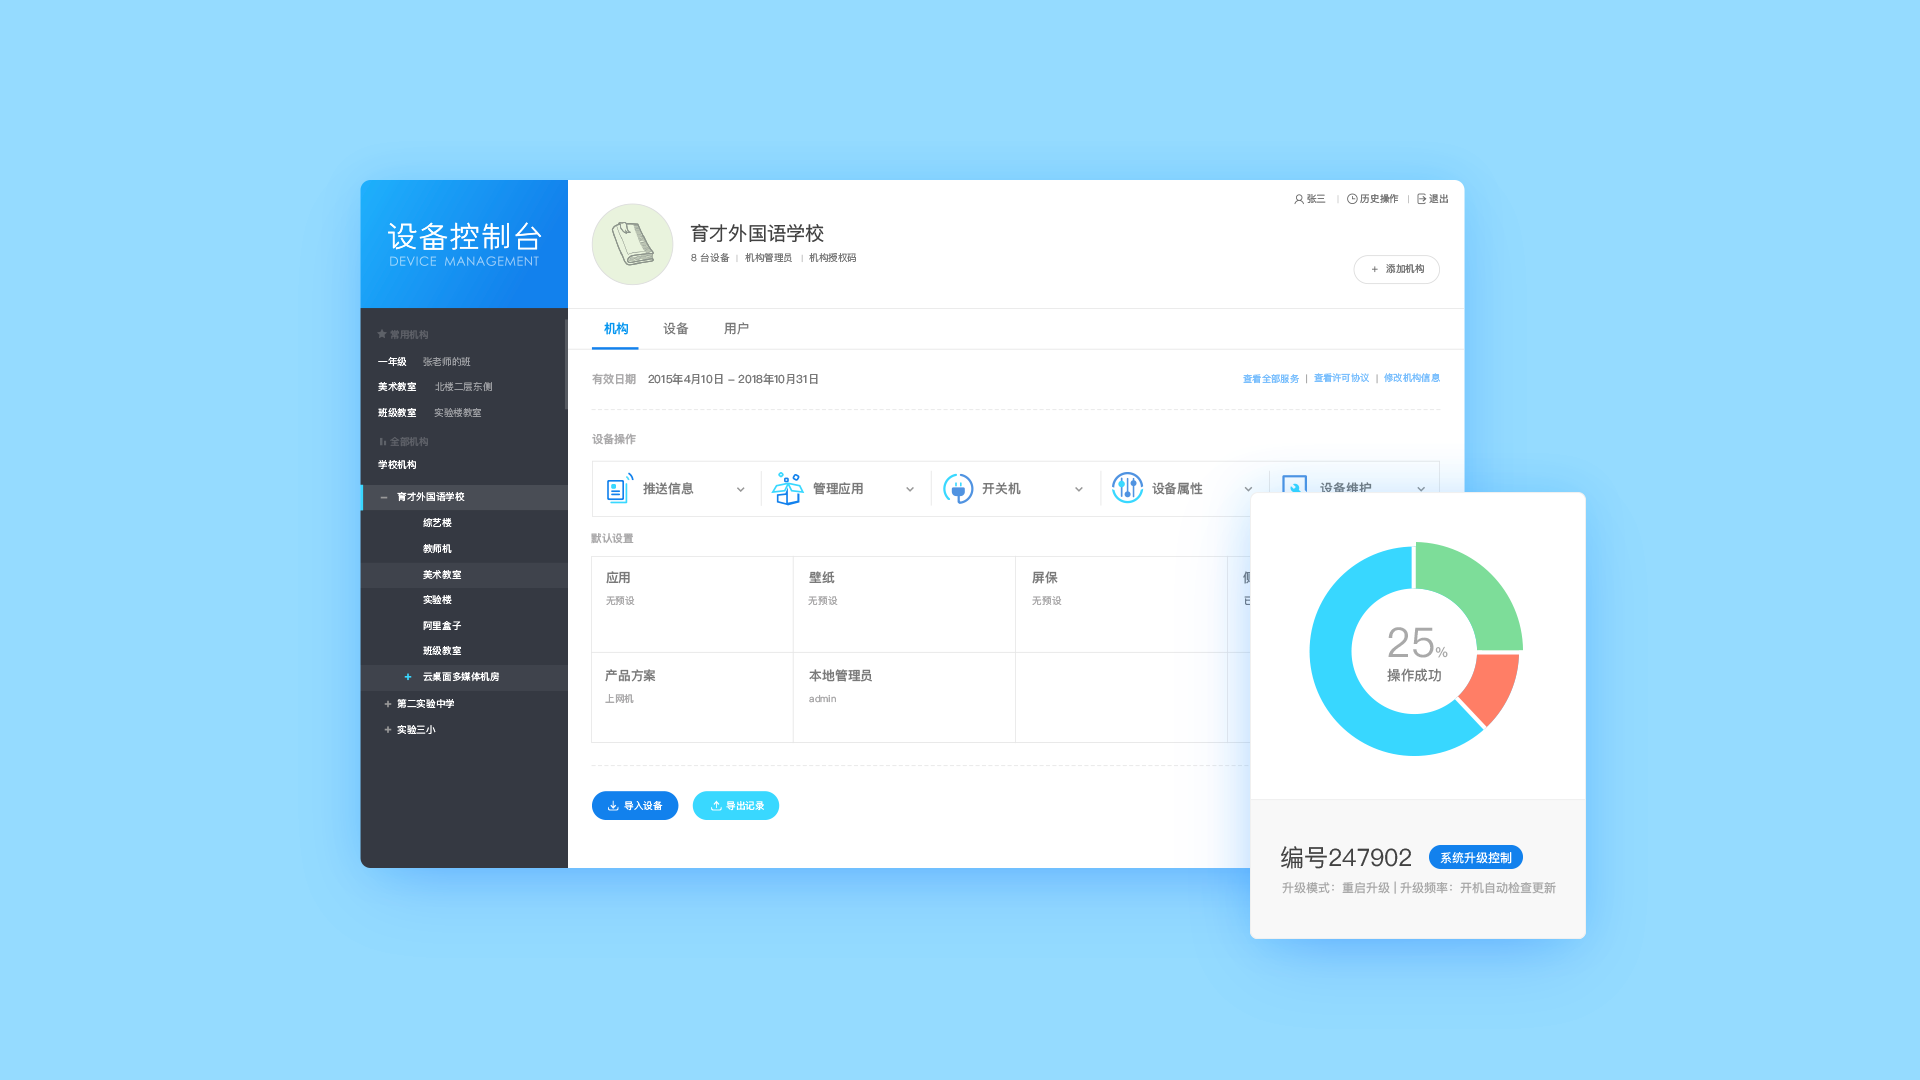 设备控制台
DEVICE MANAGEMENT
常用机构
一年级 张老师的班
美术教室 北楼二层东侧
班级教室 实验楼教室
全部机构
学校机构
育才外国语学校
综艺楼
教师机
美术教室
实验楼
阿里盒子
班级教室
云桌面多媒体机房
第二实验中学
实验三小
张三 | 历史操作 | 退出
育才外国语学校
8 台设备 | 机构管理员 | 机构授权码
+ 添加机构
机构 设备 用户
有效日期 2015年4月10日 – 2018年10月31日
查看全部服务 | 查看许可协议 | 修改机构信息
设备操作
推送信息 管理应用 开关机 设备属性 设备维护
默认设置
应用 壁纸 屏保
无预设 无预设 无预设
产品方案 本地管理员
上网机 admin
导入设备 导出记录
25%
操作成功
编号247902 系统升级控制
升级模式：重启升级 | 升级频率：开机自动检查更新